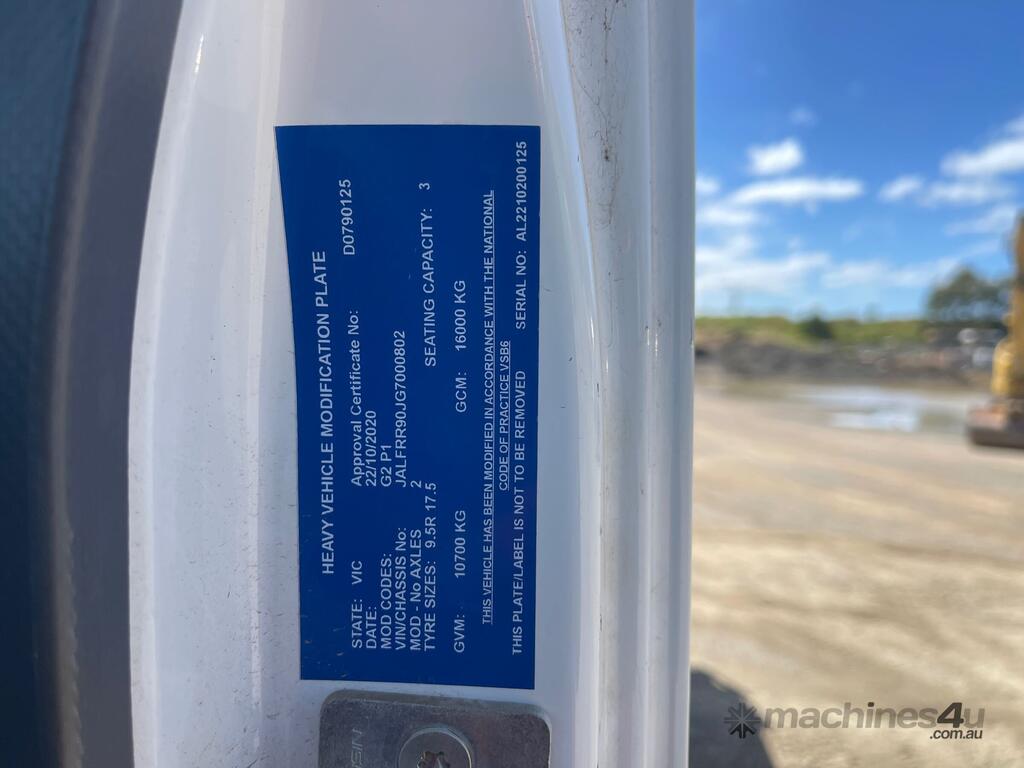 HEAVY VEHICLE MODIFICATION PLATE
STATE: VIC Approval Certificate No: D0790125
DATE: 22/10/2020
MOD CODES: G2 P1
VIN/CHASSIS No: JALFRR90JG7000802
MOD - No AXLES 2
TYRE SIZES: 9.5R 17.5 SEATING CAPACITY: 3
GVM: 10700 KG GCM: 16000 KG
THIS VEHICLE HAS BEEN MODIFIED IN ACCORDANCE WITH THE NATIONAL
CODE OF PRACTICE VSB6
THIS PLATE/LABEL IS NOT TO BE REMOVED SERIAL NO: AL2210200125
machines4u
.com.au